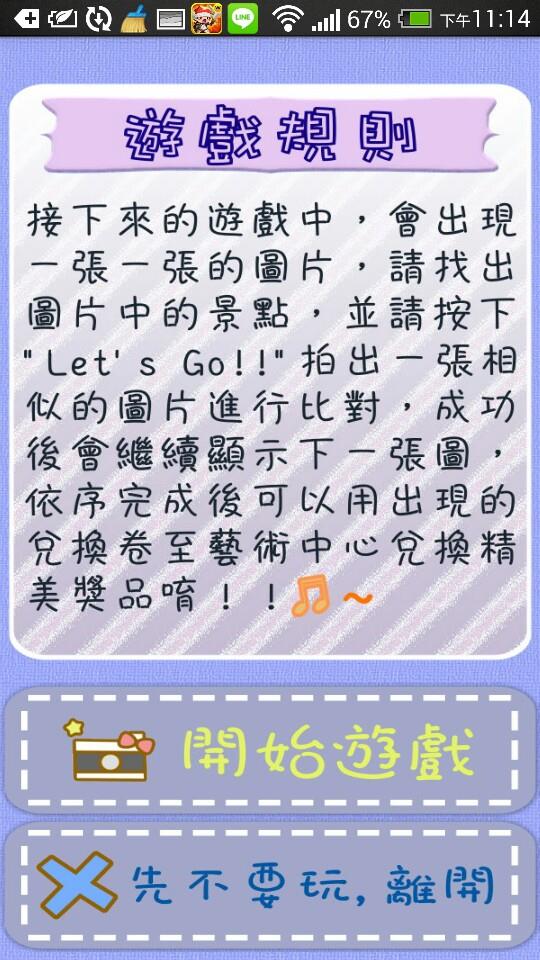 LINE 67% 下午11:14
遊戲規則
接下來的遊戲中，會出現
一張一張的圖片，請找出
圖片中的景點，並請按下
"Let's Go!!"拍出一張相
似的圖片進行比對，成功
後會繼續顯示下一張圖，
依序完成後可以用出現的
兌換卷至藝術中心兌換精
美獎品唷！！
開始遊戲
先不要玩,離開